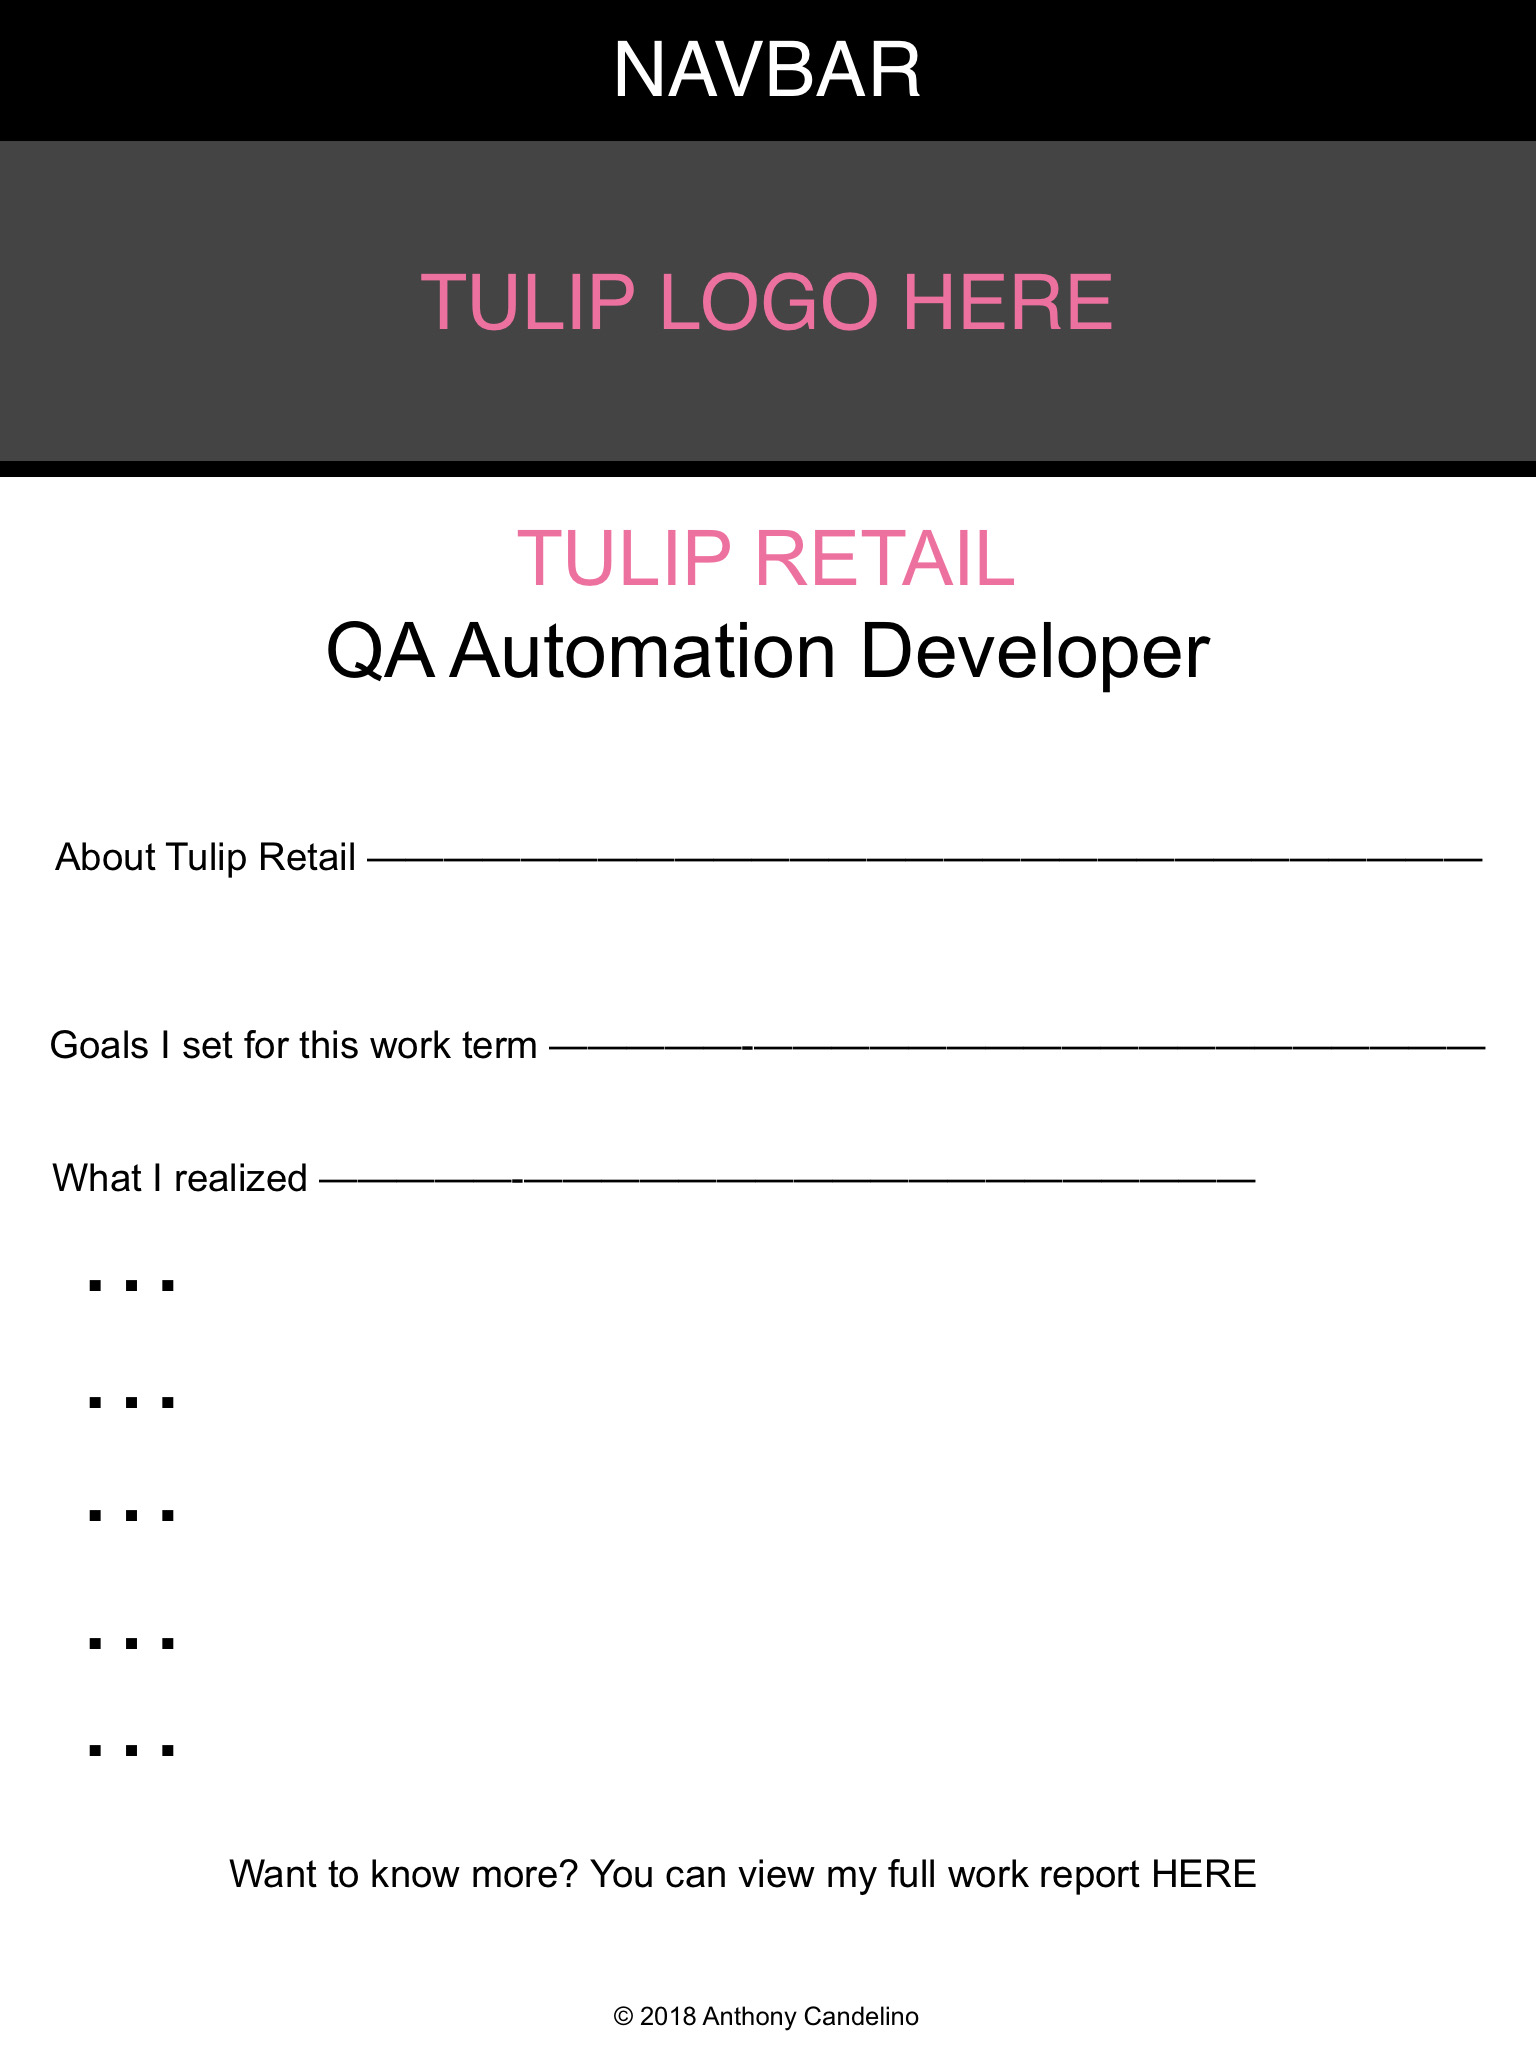 NAVBAR
TULIP LOGO HERE
TULIP RETAIL
QA Automation Developer
About Tulip Retail —————————————————————————————
Goals I set for this work term —————-———————————————————
What I realized —————-———————————————————
. . .
. . .
. . .
. . .
. . .
Want to know more? You can view my full work report HERE
© 2018 Anthony Candelino